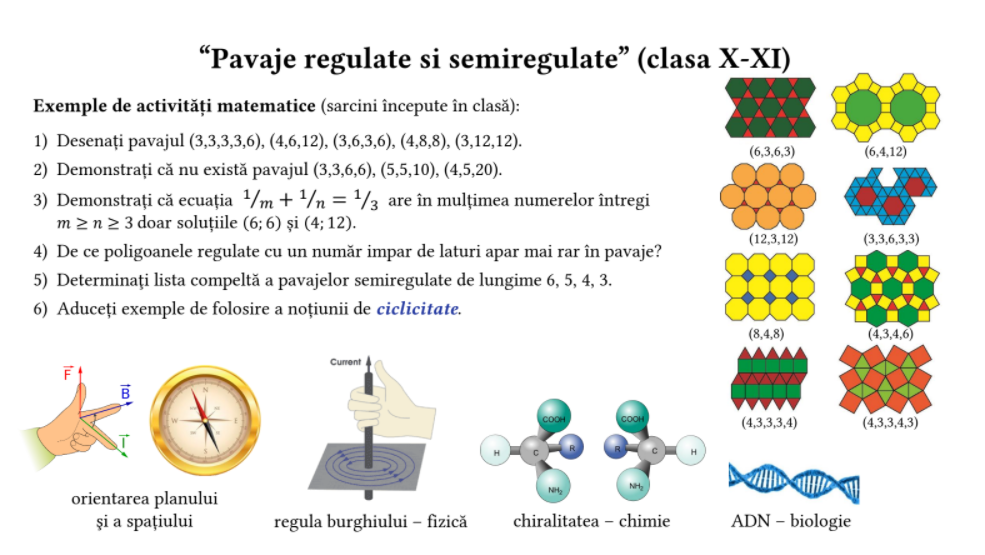 “Pavaje regulate si semiregulate” (clasa X-XI)
Exemple de activități matematice (sarcini începute în clasă):
1) Desenați pavajul (3,3,3,3,6), (4,6,12), (3,6,3,6), (4,8,8), (3,12,12).
2) Demonstrați că nu există pavajul (3,3,6,6), (5,5,10), (4,5,20).
3) Demonstrați că ecuația 1/m + 1/n = 1/3 are în mulțimea numerelor întregi
m ≥ n ≥ 3 doar soluțiile (6; 6) și (4; 12).
4) De ce poligoanele regulate cu un număr impar de laturi apar mai rar în pavaje?
5) Determinaţi lista compeltă a pavajelor semiregulate de lungime 6, 5, 4, 3.
6) Aduceți exemple de folosire a noțiunii de ciclicitate.
(6,3,6,3)
(6,4,12)
(12,3,12)
(3,3,6,3,3)
(8,4,8)
(4,3,4,6)
(4,3,3,3,4)
(4,3,3,4,3)
F
B
I
N
W
E
S
orientarea planului
şi a spațiului
Current
regula burghiului – fizică
COOH
H
C
R
NH₂
COOH
R
C
H
NH₂
chiralitatea – chimie
ADN – biologie